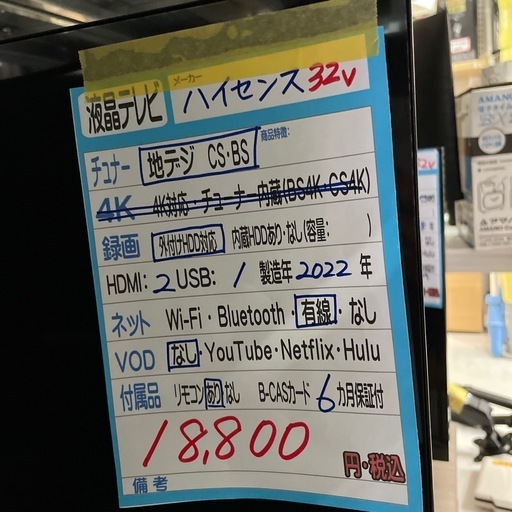 液晶テレビ
メーカー
ハイセンス 32v
チューナー 地デジ CS・BS 商品特徴:
4K 4K対応・チューナー内蔵(BS4K・CS4K)
録画 外付けHDD対応 内蔵HDDあり・なし(容量: )
HDMI: 2 USB: 1 製造年 2022 年
ネット Wi-Fi・Bluetooth・有線・なし
VOD なし・YouTube・Netflix・Hulu
付属品 リモコンあり・なし B-CASカード 6カ月保証付
18,800
円・税込
備考
AMANO
32v